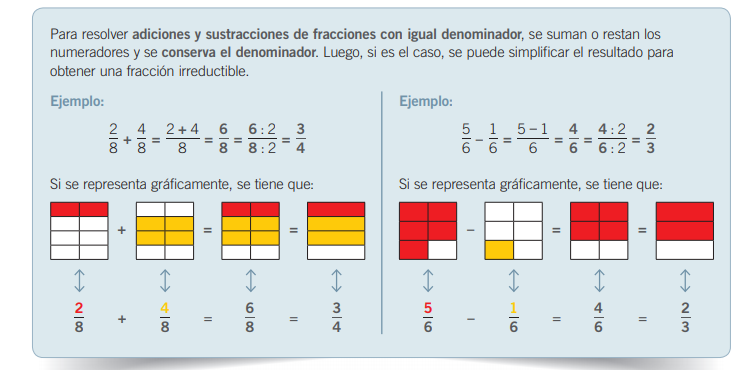 Para resolver adiciones y sustracciones de fracciones con igual denominador, se suman o restan los
numeradores y se conserva el denominador. Luego, si es el caso, se puede simplificar el resultado para
obtener una fracción irreductible.
Ejemplo:
2/8 + 4/8 = 2 + 4/8 = 6/8 = 6 : 2/8 : 2 = 3/4
Si se representa gráficamente, se tiene que:
+ = =
2/8 + 4/8 = 6/8 = 3/4
Ejemplo:
5/6 – 1/6 = 5 – 1/6 = 4/6 = 4 : 2/6 : 2 = 2/3
Si se representa gráficamente, se tiene que:
– = =
5/6 – 1/6 = 4/6 = 2/3